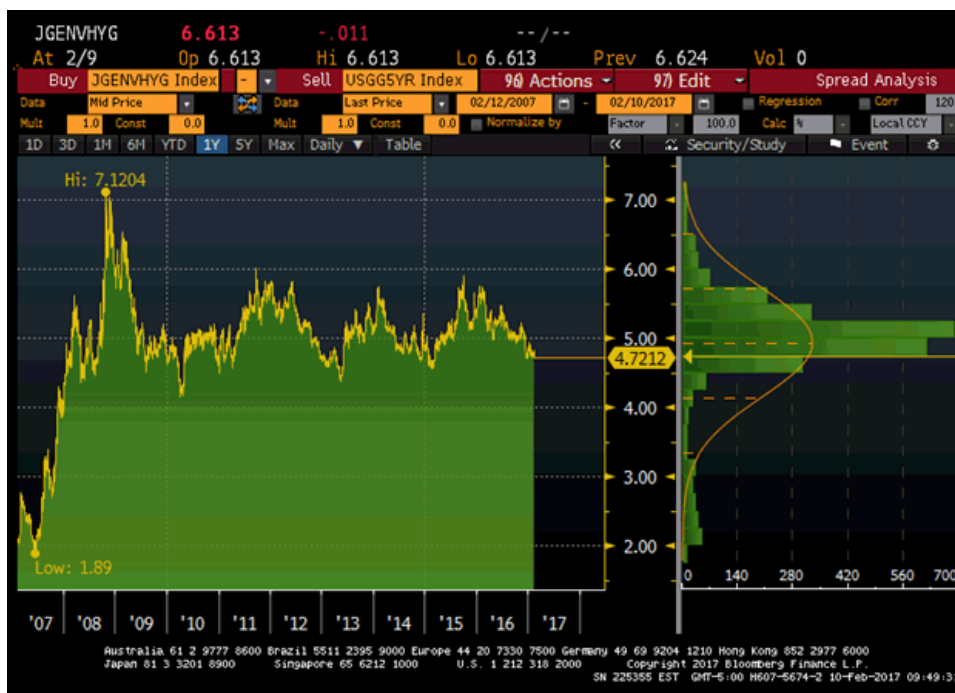 JGENVHYG 6.613 -.011 --/--
At 2/9 Op 6.613 Hi 6.613 Lo 6.613 Prev 6.624 Vol 0
Buy JGENVHYG Index - Sell USGG5YR Index 96) Actions 97) Edit Spread Analysis
Data Mid Price Data Last Price 02/12/2007 - 02/10/2017 Regression Corr 120
Mult 1.0 Const 0.0 Mult 1.0 Const 0.0 Normalize by Factor 100.0 Calc % Local CCY
1D 3D 1M 6M YTD 1Y 5Y Max Daily ▼ Table « Security/Study Event
Hi: 7.1204
7.00
6.00
5.00
4.7212
4.00
3.00
2.00
Low: 1.89
0 140 280 420 560 700
'07 '08 '09 '10 '11 '12 '13 '14 '15 '16 '17
Australia 61 2 9777 8600 Brazil 5511 2395 9000 Europe 44 20 7330 7500 Germany 49 69 9204 1210 Hong Kong 852 2977 6000
Japan 81 3 3201 8900 Singapore 65 6212 1000 U.S. 1 212 318 2000 Copyright 2017 Bloomberg Finance L.P.
SN 225355 EST GMT-5:00 H607-5674-2 10-Feb-2017 09:49:3